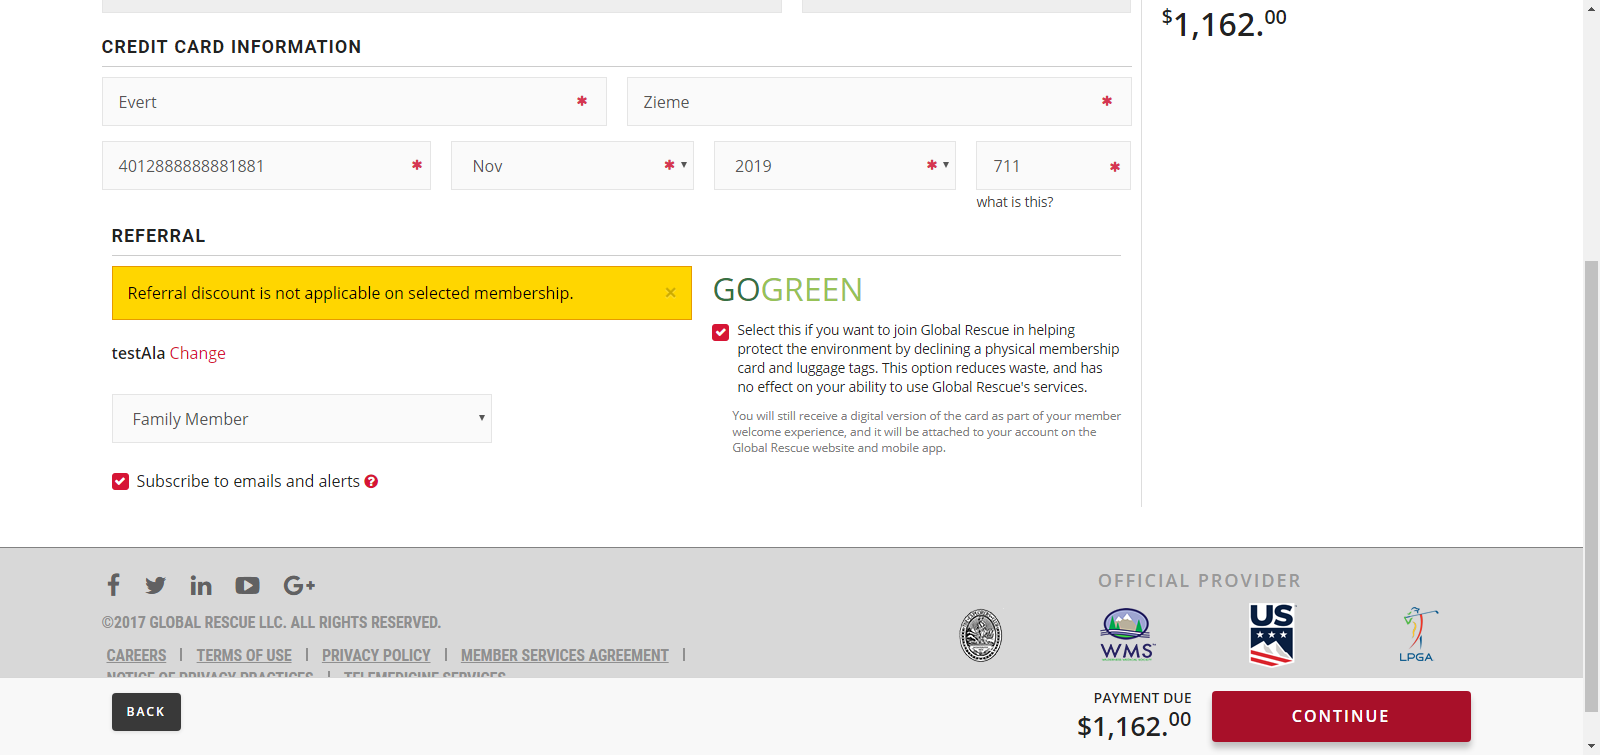 $1,162.00
CREDIT CARD INFORMATION
Evert *
Zieme *
4012888888881881 *
Nov *
2019 *
711 *
what is this?
REFERRAL
Referral discount is not applicable on selected membership. ×
testAla Change
Family Member
Subscribe to emails and alerts ?
GOGREEN
Select this if you want to join Global Rescue in helping
protect the environment by declining a physical membership
card and luggage tags. This option reduces waste, and has
no effect on your ability to use Global Rescue's services.
You will still receive a digital version of the card as part of your member
welcome experience, and it will be attached to your account on the
Global Rescue website and mobile app.
©2017 GLOBAL RESCUE LLC. ALL RIGHTS RESERVED.
CAREERS | TERMS OF USE | PRIVACY POLICY | MEMBER SERVICES AGREEMENT |
NOTICE OF PRIVACY PRACTICES | TELEMEDICINE SERVICES
OFFICIAL PROVIDER
WMS
US
LPGA
BACK
PAYMENT DUE
$1,162.00
CONTINUE